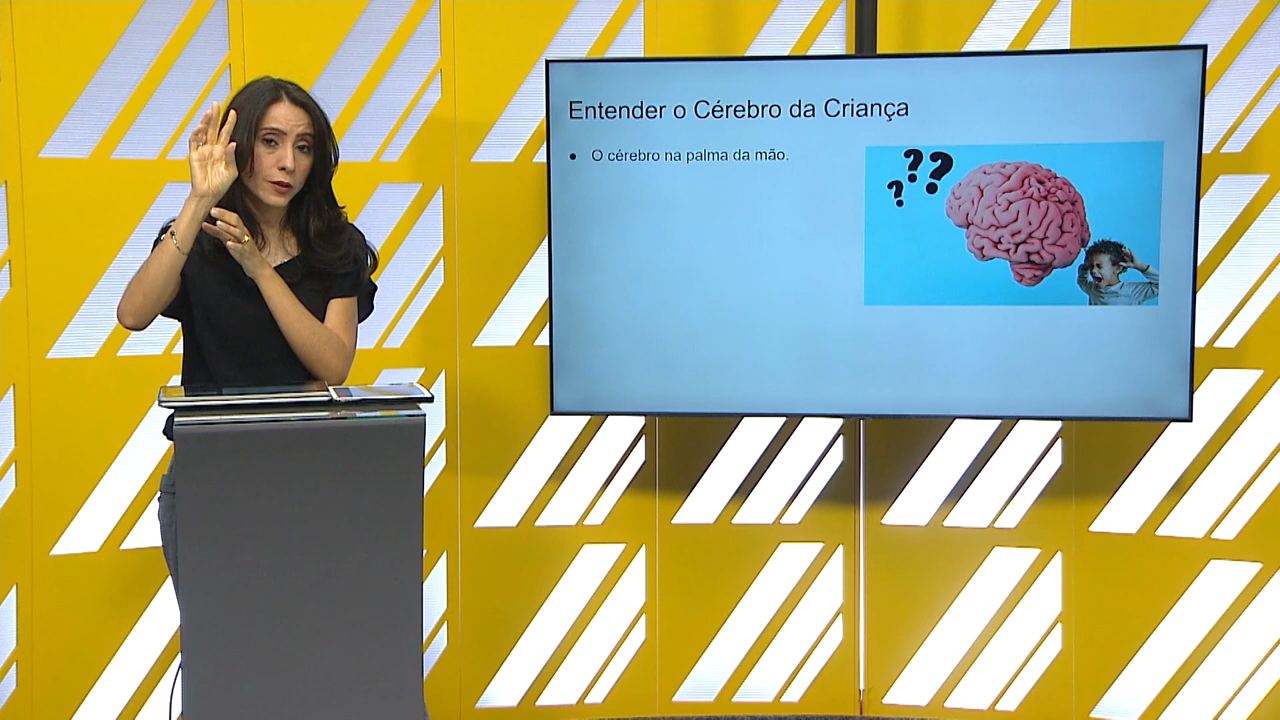 Entender o Cérebro da Criança
● O cérebro na palma da mão.
???